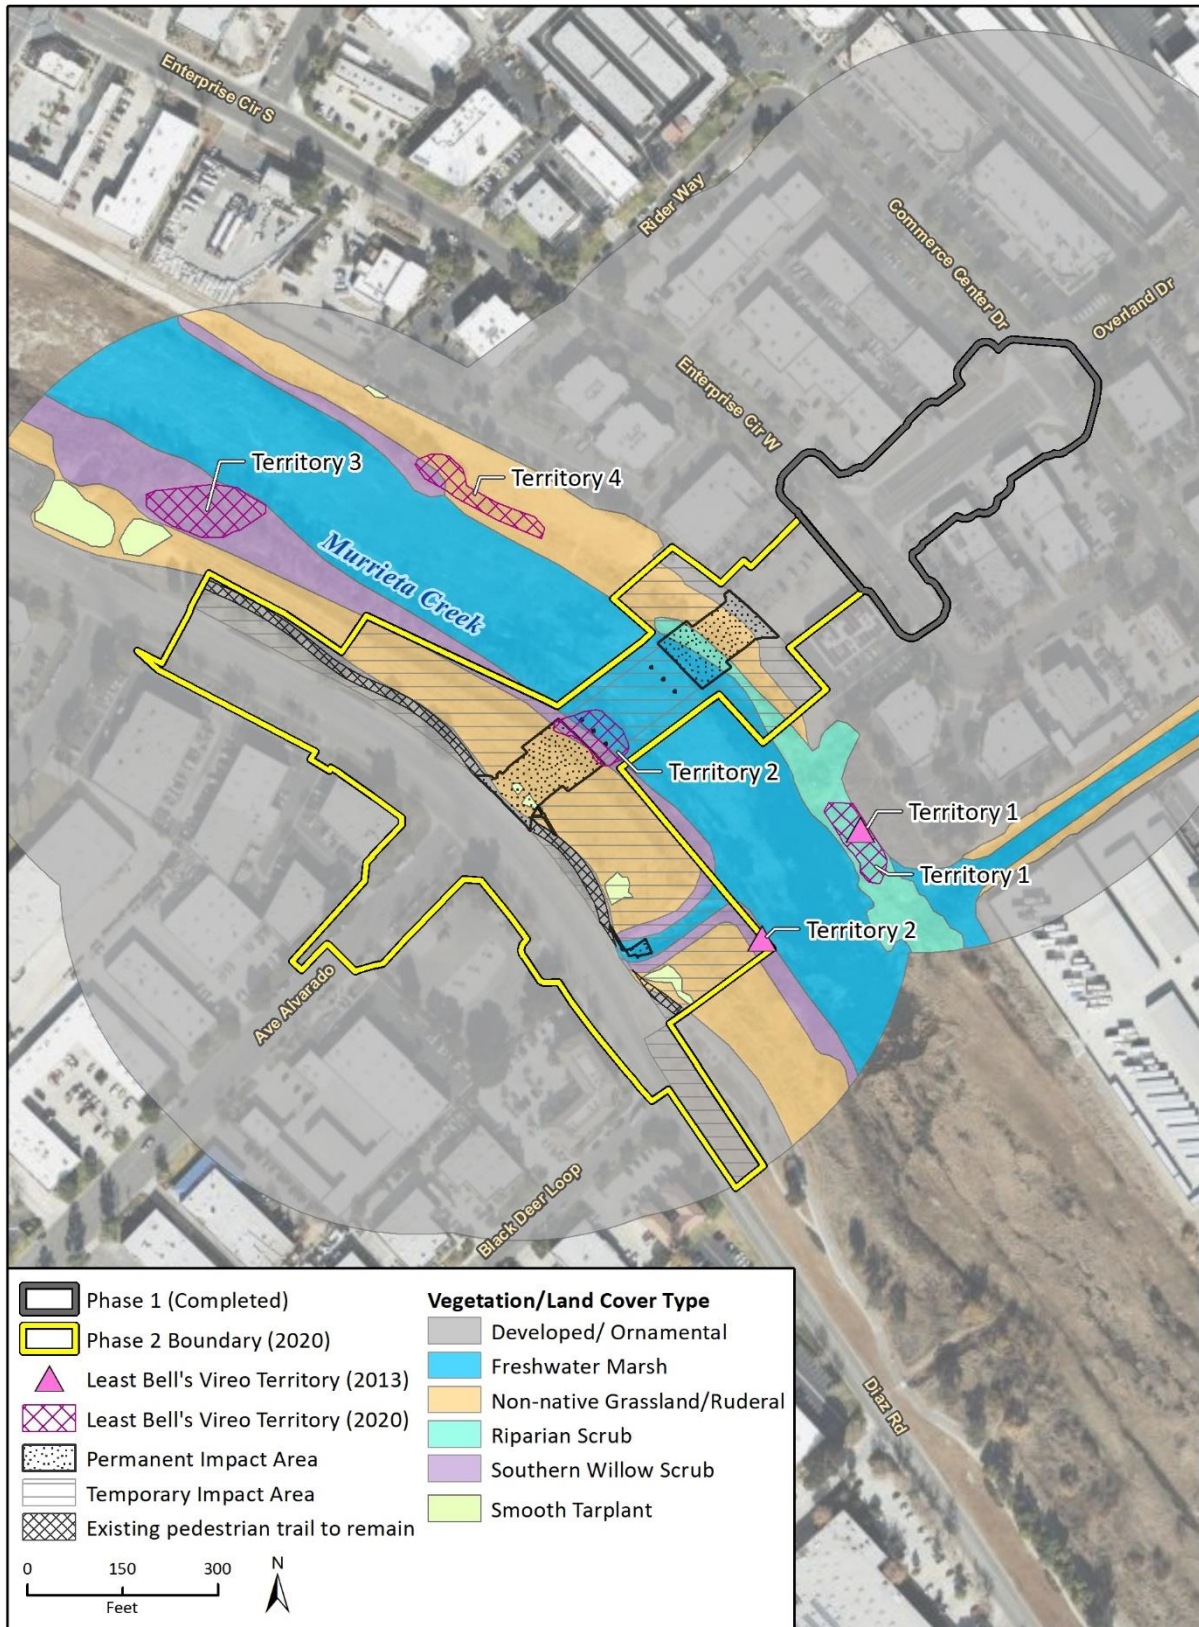 Enterprise Cir S
Rider Way
Commerce Center Dr
Overland Dr
Enterprise Cir W
Territory 3
Territory 4
Murrieta Creek
Territory 2
Territory 1
Territory 1
Territory 2
Ave Alvarado
Black Deer Loop
Diaz Rd
Phase 1 (Completed)
Phase 2 Boundary (2020)
Least Bell's Vireo Territory (2013)
Least Bell's Vireo Territory (2020)
Permanent Impact Area
Temporary Impact Area
Existing pedestrian trail to remain
0 150 300
Feet
N
Vegetation/Land Cover Type
Developed/ Ornamental
Freshwater Marsh
Non-native Grassland/Ruderal
Riparian Scrub
Southern Willow Scrub
Smooth Tarplant